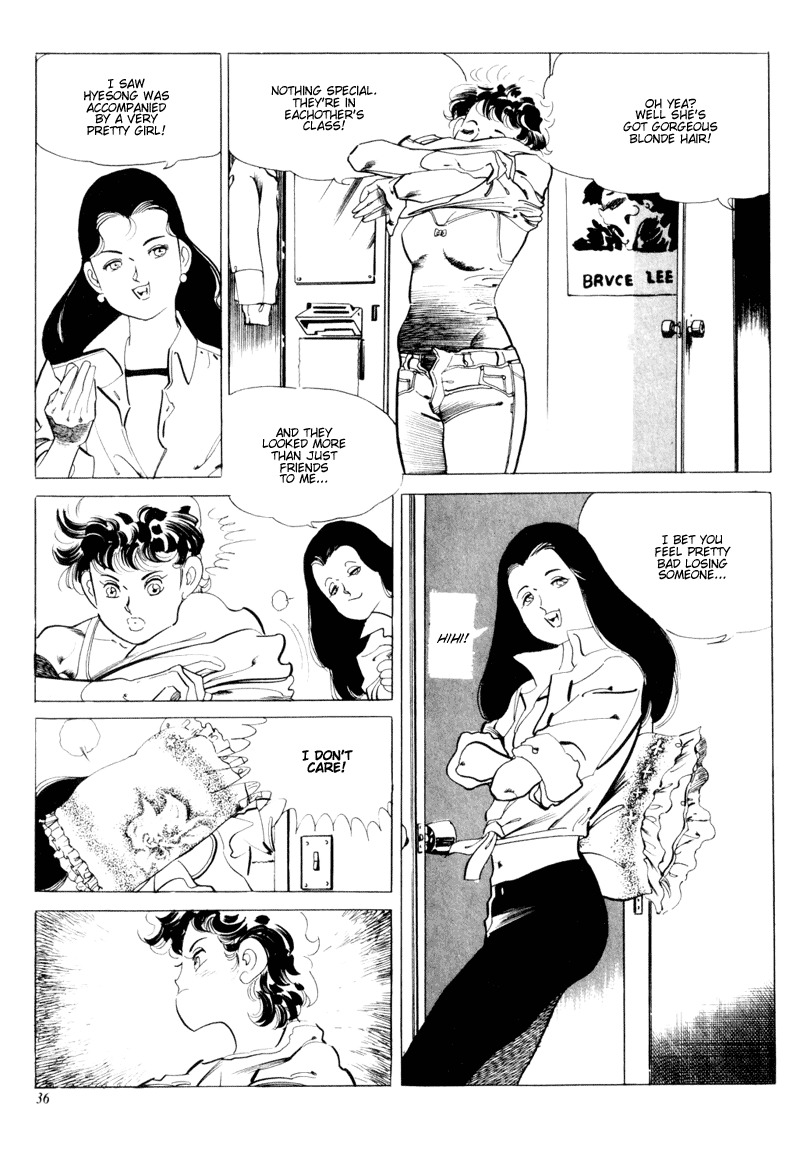 I SAW
HYESONG WAS
ACCOMPANIED
BY A VERY
PRETTY GIRL!
NOTHING SPECIAL.
THEY'RE IN
EACHOTHER'S
CLASS!
OH YEA?
WELL SHE'S
GOT GORGEOUS
BLONDE HAIR!
BRUCE LEE
AND THEY
LOOKED MORE
THAN JUST
FRIENDS
TO ME...
I BET YOU
FEEL PRETTY
BAD LOSING
SOMEONE...
HIHI!
I DON'T
CARE!
36